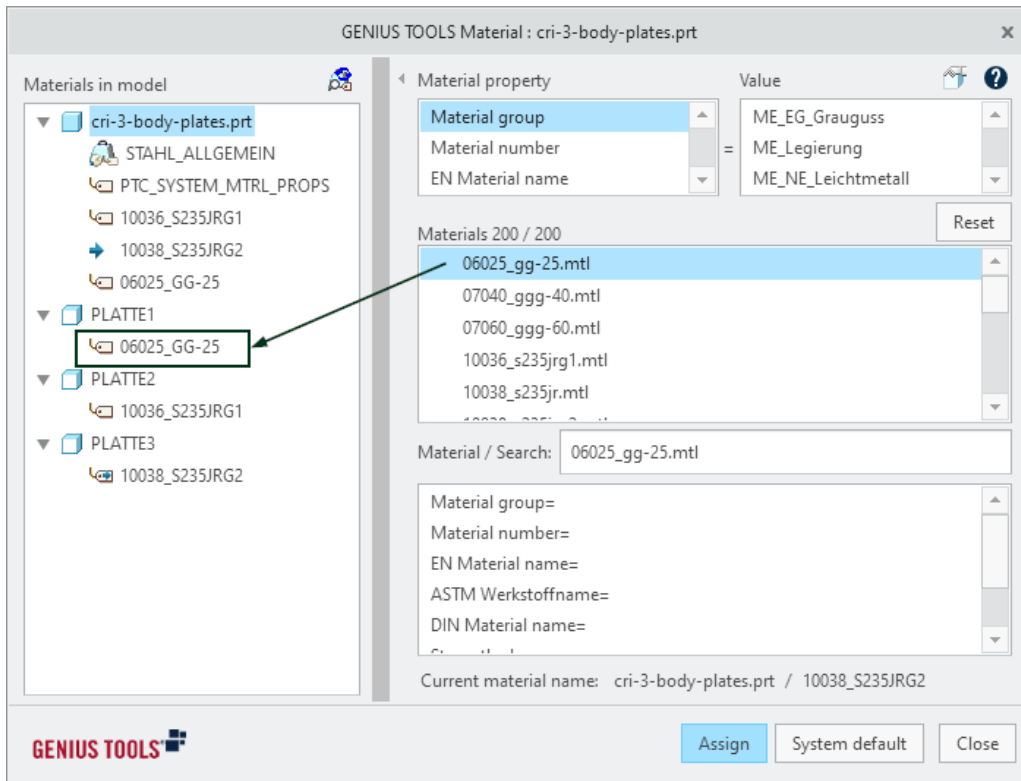 GENIUS TOOLS Material : cri-3-body-plates.prt
Materials in model
cri-3-body-plates.prt
STAHL_ALLGEMEIN
PTC_SYSTEM_MTRL_PROPS
10036_S235JRG1
10038_S235JRG2
06025_GG-25
PLATTE1
06025_GG-25
PLATTE2
10036_S235JRG1
PLATTE3
10038_S235JRG2
Material property
Value
Material group
Material number
EN Material name
=
ME_EG_Grauguss
ME_Legierung
ME_NE_Leichtmetall
Reset
Materials 200 / 200
06025_gg-25.mtl
07040_ggg-40.mtl
07060_ggg-60.mtl
10036_s235jrg1.mtl
10038_s235jr.mtl
Material / Search: 06025_gg-25.mtl
Material group=
Material number=
EN Material name=
ASTM Werkstoffname=
DIN Material name=
Current material name: cri-3-body-plates.prt / 10038_S235JRG2
GENIUS TOOLS
Assign
System default
Close